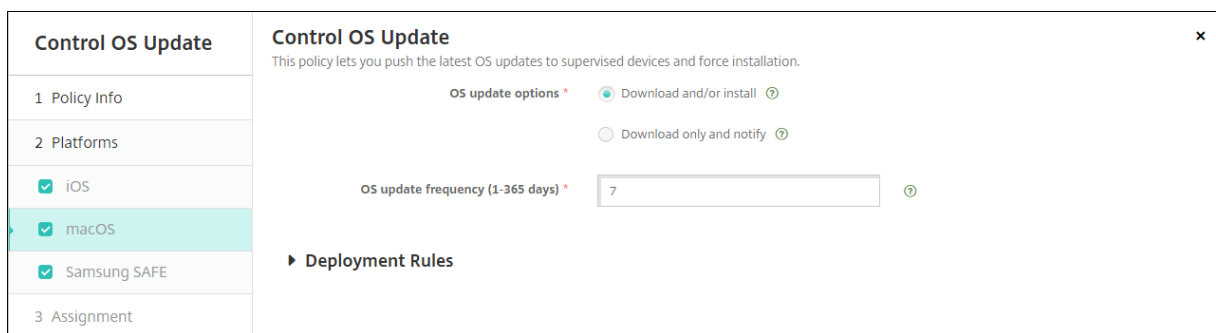 Control OS Update
1 Policy Info
2 Platforms
iOS
macOS
Samsung SAFE
3 Assignment
Control OS Update
This policy lets you push the latest OS updates to supervised devices and force installation.
OS update options * Download and/or install ?
Download only and notify ?
OS update frequency (1-365 days) * 7 ?
Deployment Rules